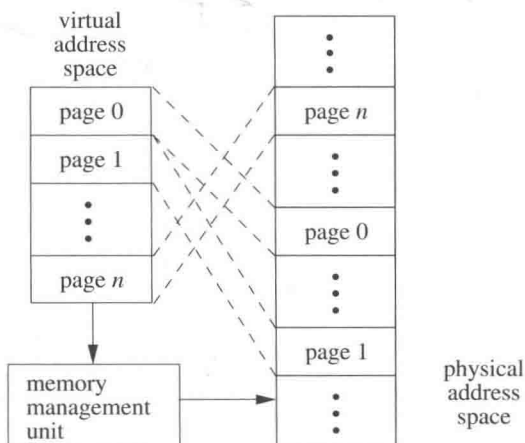 virtual
address
space
page 0
page 1
page n
memory
management
unit
page n
page 0
page 1
physical
address
space